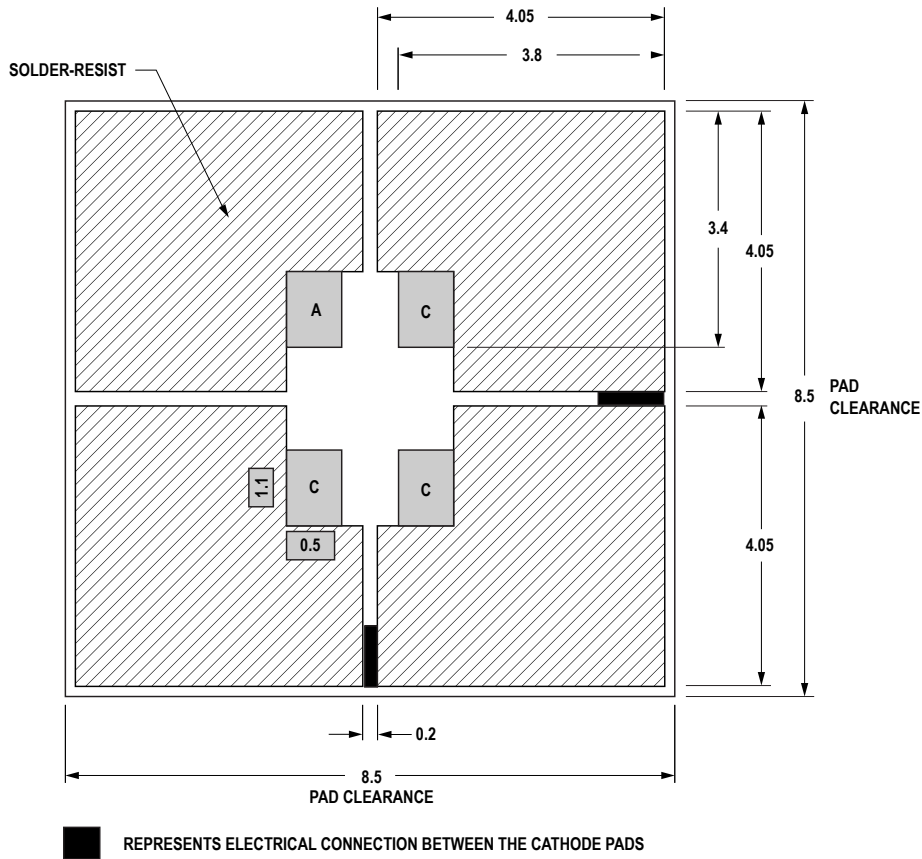 4.05
3.8
SOLDER-RESIST
3.4
4.05
A
C
8.5 PAD
CLEARANCE
1.1
C
C
0.5
4.05
0.2
8.5
PAD CLEARANCE
REPRESENTS ELECTRICAL CONNECTION BETWEEN THE CATHODE PADS